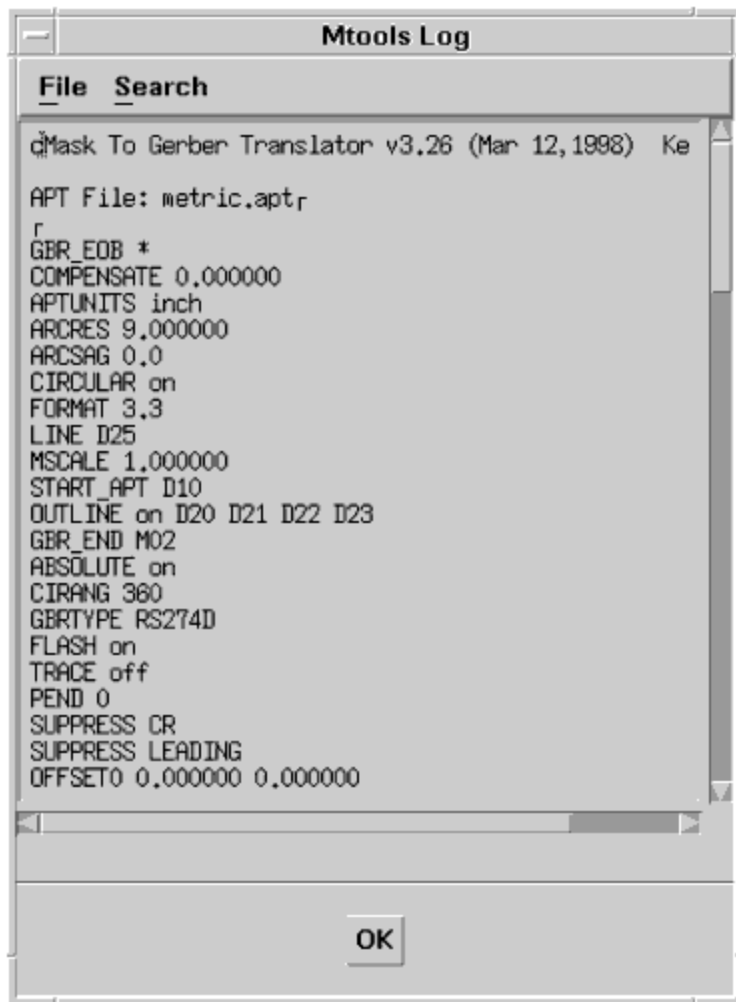 Mtools Log
File Search
Mask To Gerber Translator v3.26 (Mar 12,1998) Ke
APT File: metric.apt
GBR_EOB *
COMPENSATE 0.000000
APTUNITS inch
ARCRES 9.000000
ARCSAG 0.0
CIRCULAR on
FORMAT 3.3
LINE D25
MSCALE 1.000000
START_APT D10
OUTLINE on D20 D21 D22 D23
GBR_END M02
ABSOLUTE on
CIRANG 360
GBRTYPE RS274D
FLASH on
TRACE off
PEND 0
SUPPRESS CR
SUPPRESS LEADING
OFFSET0 0.000000 0.000000
OK